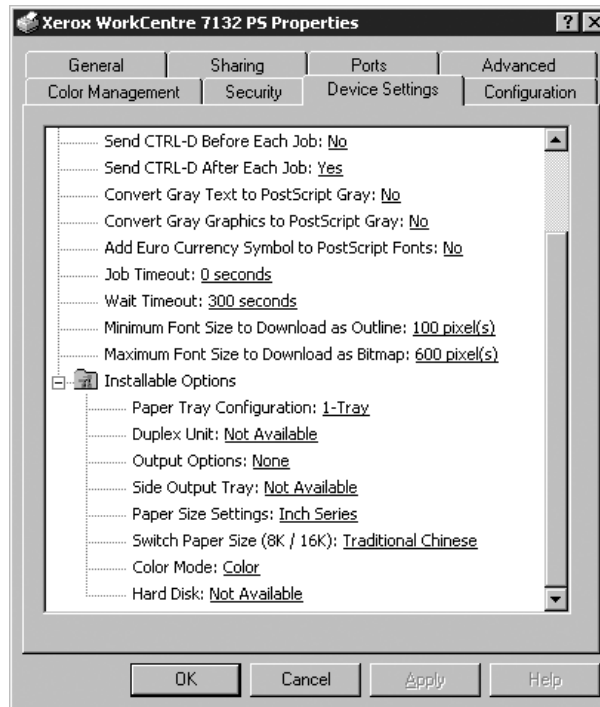 Xerox WorkCentre 7132 PS Properties
General Sharing Ports Advanced
Color Management Security Device Settings Configuration
Send CTRL-D Before Each Job: No
Send CTRL-D After Each Job: Yes
Convert Gray Text to PostScript Gray: No
Convert Gray Graphics to PostScript Gray: No
Add Euro Currency Symbol to PostScript Fonts: No
Job Timeout: 0 seconds
Wait Timeout: 300 seconds
Minimum Font Size to Download as Outline: 100 pixel(s)
Maximum Font Size to Download as Bitmap: 600 pixel(s)
Installable Options
Paper Tray Configuration: 1-Tray
Duplex Unit: Not Available
Output Options: None
Side Output Tray: Not Available
Paper Size Settings: Inch Series
Switch Paper Size (8K / 16K): Traditional Chinese
Color Mode: Color
Hard Disk: Not Available
OK Cancel Apply Help